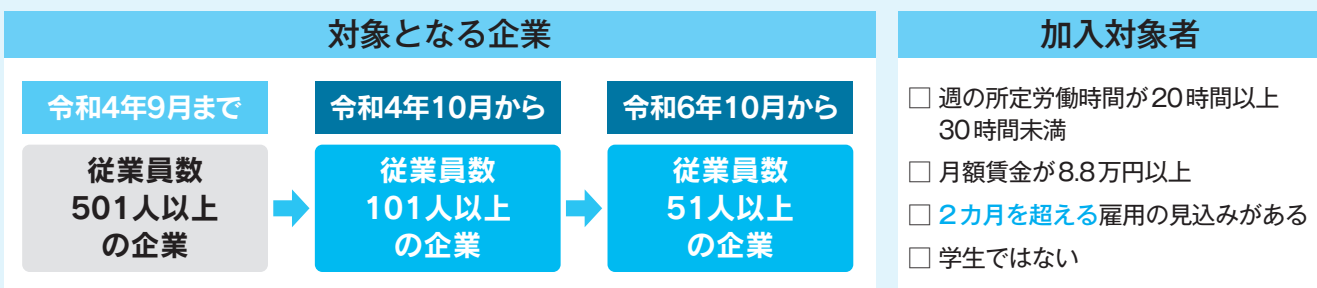 対象となる企業
令和4年9月まで
従業員数
501人以上
の企業
令和4年10月から
従業員数
101人以上
の企業
令和6年10月から
従業員数
51人以上
の企業
加入対象者
□ 週の所定労働時間が20時間以上
30時間未満
□ 月額賃金が8.8万円以上
□ 2カ月を超える雇用の見込みがある
□ 学生ではない